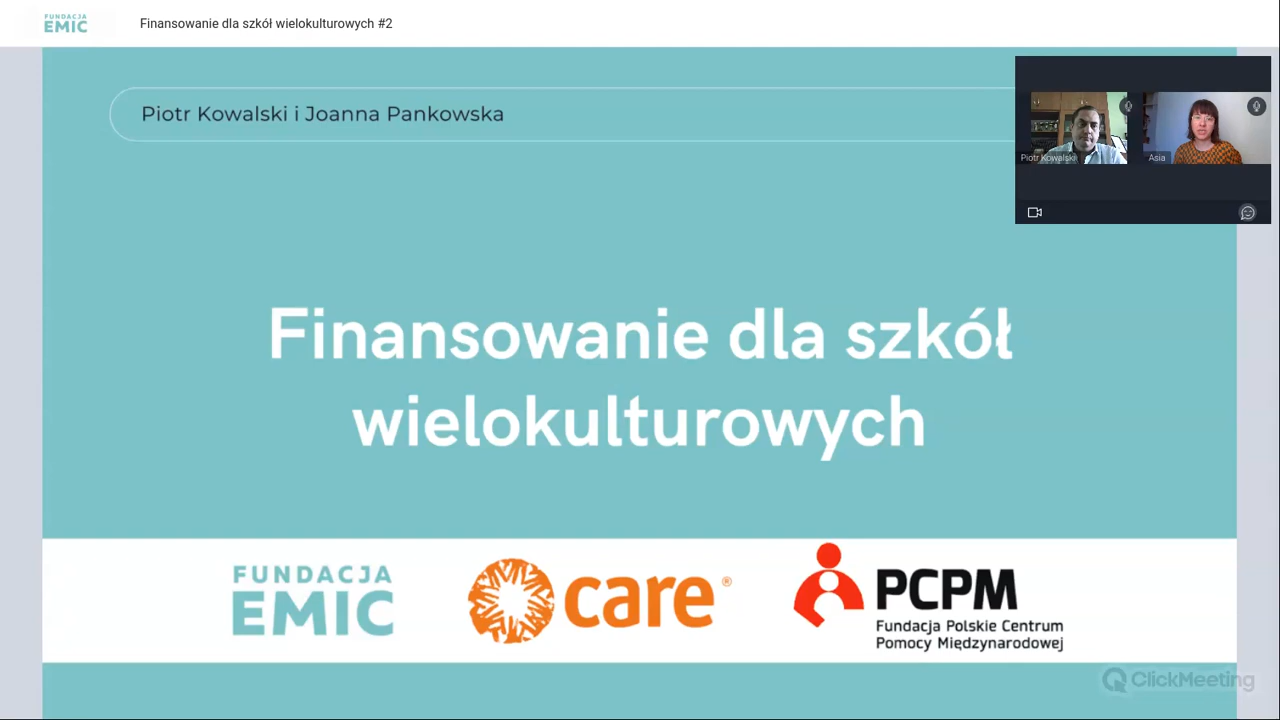 FUNDACJA
EMIC
Finansowanie dla szkół wielokulturowych #2
Piotr Kowalski i Joanna Pankowska
Piotr Kowalski
Asia
Finansowanie dla szkół
wielokulturowych
FUNDACJA
EMIC
care®
PCPM
Fundacja Polskie Centrum
Pomocy Międzynarodowej
ClickMeeting